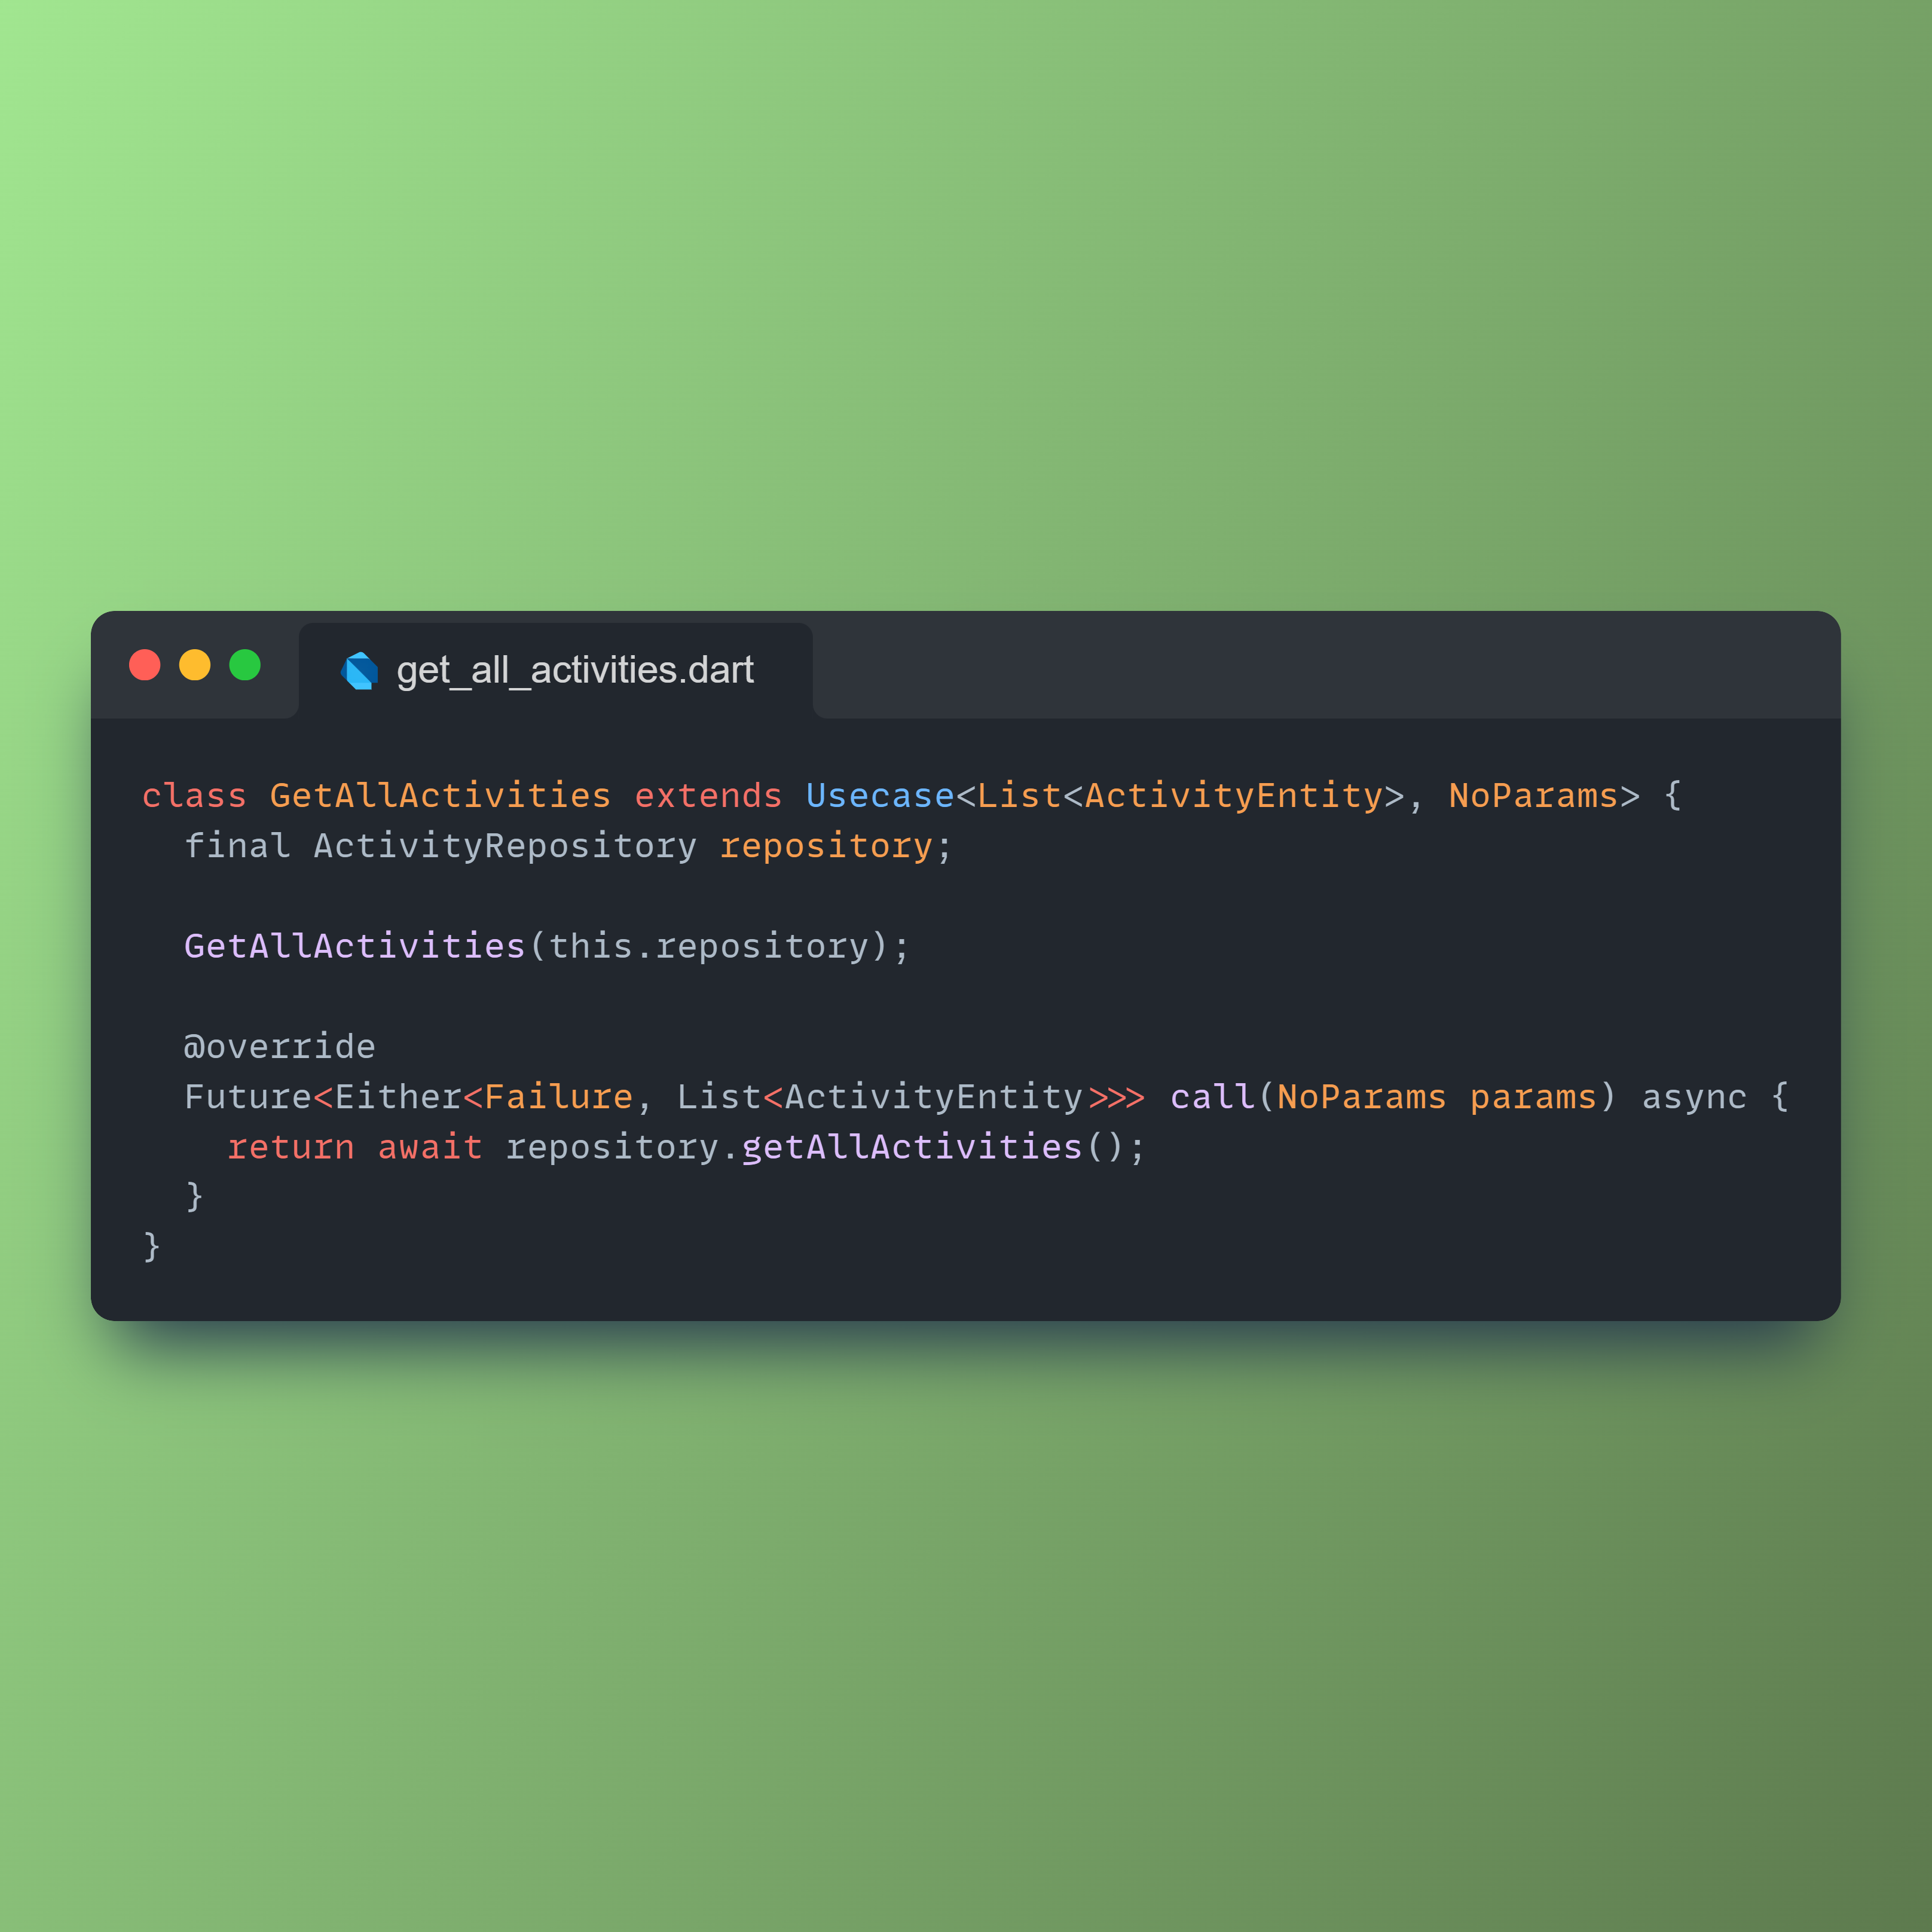 get_all_activities.dart
class GetAllActivities extends Usecase<List<ActivityEntity>, NoParams> {
  final ActivityRepository repository;

  GetAllActivities(this.repository);

  @override
  Future<Either<Failure, List<ActivityEntity>>> call(NoParams params) async {
    return await repository.getAllActivities();
  }
}